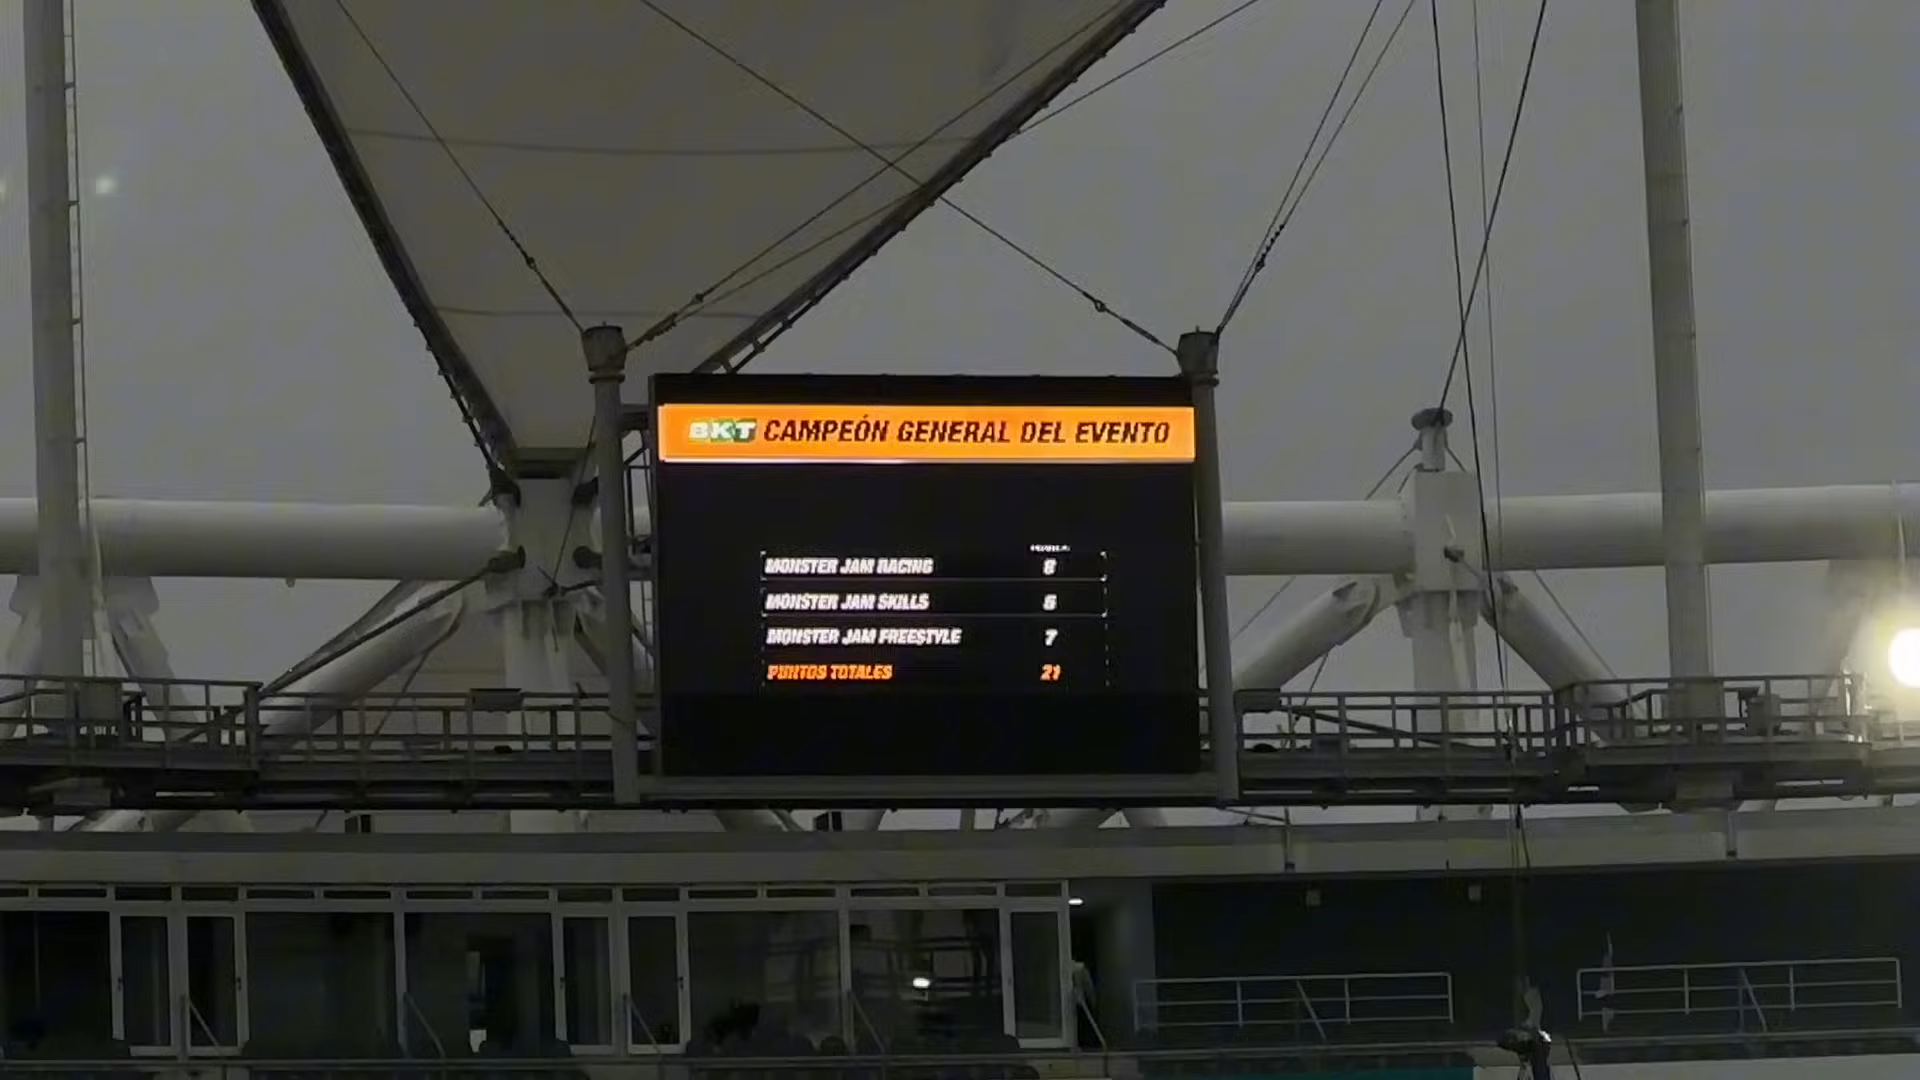 BKT CAMPEÓN GENERAL DEL EVENTO
MONSTER JAM RACING 8
MONSTER JAM SKILLS 6
MONSTER JAM FREESTYLE 7
PUNTOS TOTALES 21